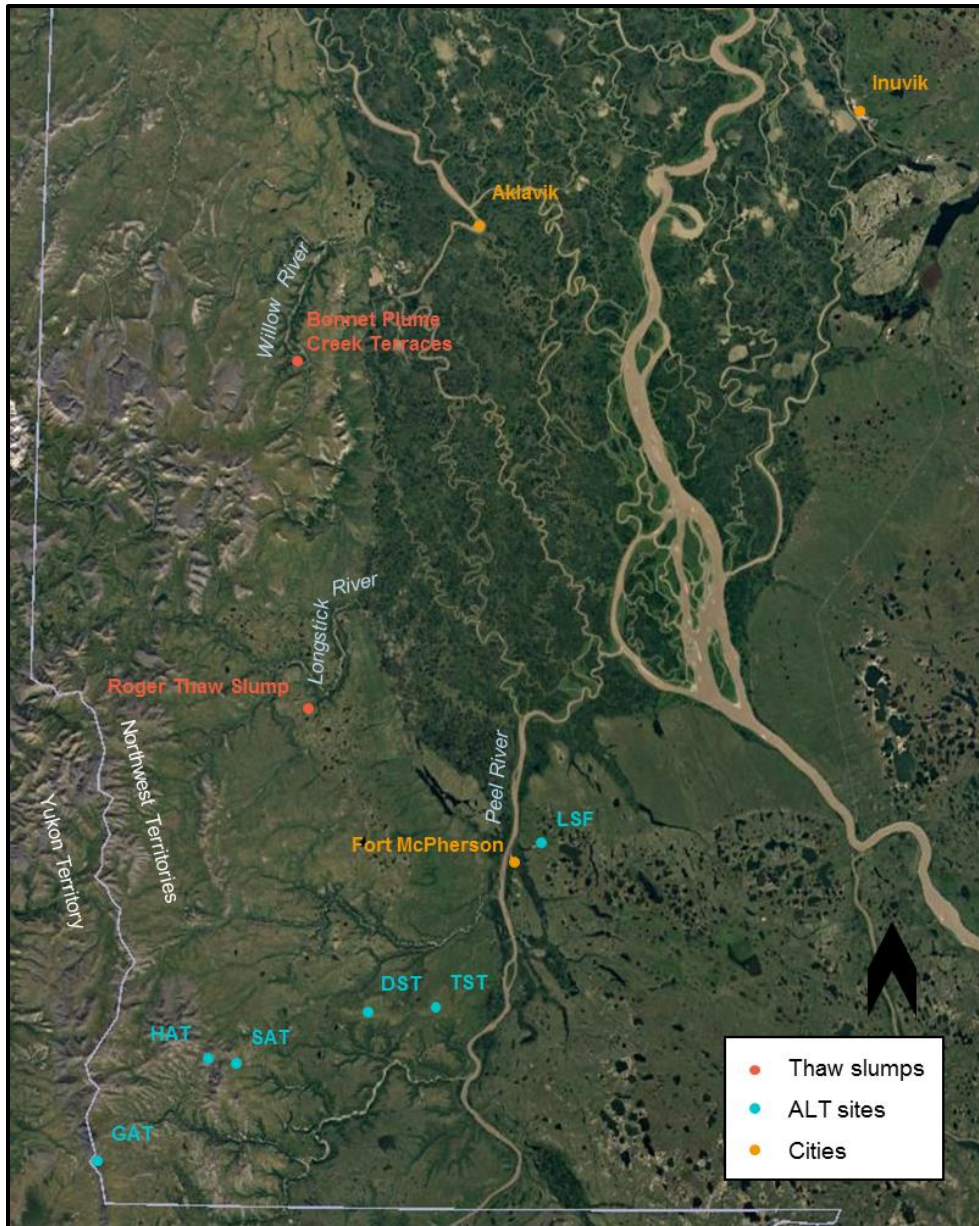 Inuvik
Aklavik
Willow River
Bonnet Plume
Creek Terraces
Longstick River
Roger Thaw Slump
Northwest Territories
Yukon Territory
Peel River
LSF
Fort McPherson
DST
TST
HAT
SAT
GAT
Thaw slumps
ALT sites
Cities